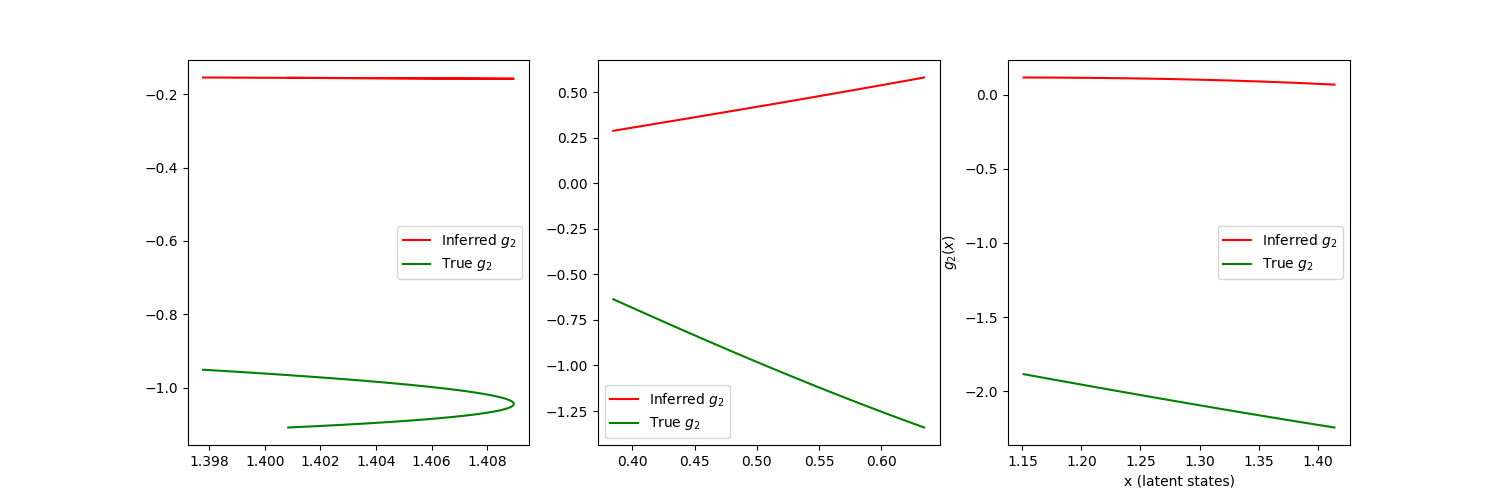 −0.2
−0.4
−0.6
−0.8
−1.0
1.398 1.400 1.402 1.404 1.406 1.408
Inferred g₂
True g₂
0.50
0.25
0.00
−0.25
−0.50
−0.75
−1.00
−1.25
0.40 0.45 0.50 0.55 0.60
Inferred g₂
True g₂
g₂(x)
0.0
−0.5
−1.0
−1.5
−2.0
1.15 1.20 1.25 1.30 1.35 1.40
x (latent states)
Inferred g₂
True g₂